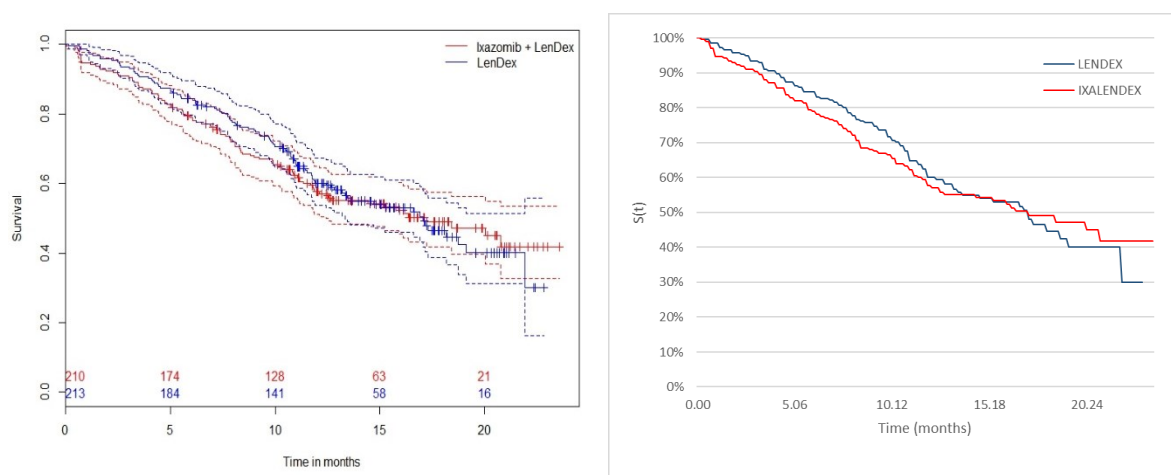 1.0
0.8
0.6
0.4
0.2
0.0
Survival
Ixazomib + LenDex
LenDex
210 174 128 63 21
213 184 141 58 16
0 5 10 15 20
Time in months
100%
90%
80%
70%
60%
50%
40%
30%
20%
10%
0%
S(t)
LENDEX
IXALENDEX
0.00 5.06 10.12 15.18 20.24
Time (months)